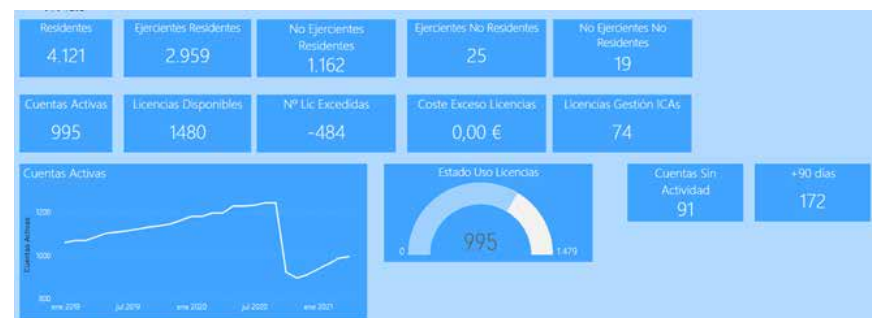 Residentes
4.121
Ejercientes Residentes
2.959
No Ejercientes
Residentes
1.162
Ejercientes No Residentes
25
No Ejercientes No
Residentes
19
Cuentas Activas
995
Licencias Disponibles
1480
Nº Lic Excedidas
-484
Coste Exceso Licencias
0,00 €
Licencias Gestión ICAs
74
Cuentas Activas
Cuentas Activas
1200
1000
800
ene 2019
jul 2019
ene 2020
jul 2020
ene 2021
Estado Uso Licencias
995
0
1.479
Cuentas Sin
Actividad
91
+90 días
172